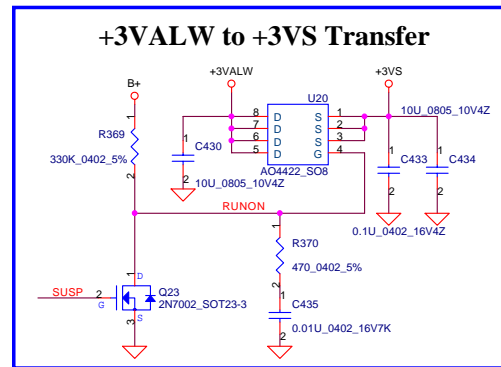 +3VALW to +3VS Transfer
B+
+3VALW
+3VS
U20
1
R369
330K_0402_5%
2
1
C430
2
10U_0805_10V4Z
8 D S 1
7 D S 2
6 D S 3
5 D G 4
AO4422_SO8
10U_0805_10V4Z
1
C433
2
0.1U_0402_16V4Z
1
C434
2
RUNON
1
R370
470_0402_5%
2
1
C435
0.01U_0402_16V7K
2
SUSP
2
G
1
D
Q23
2N7002_SOT23-3
3
S